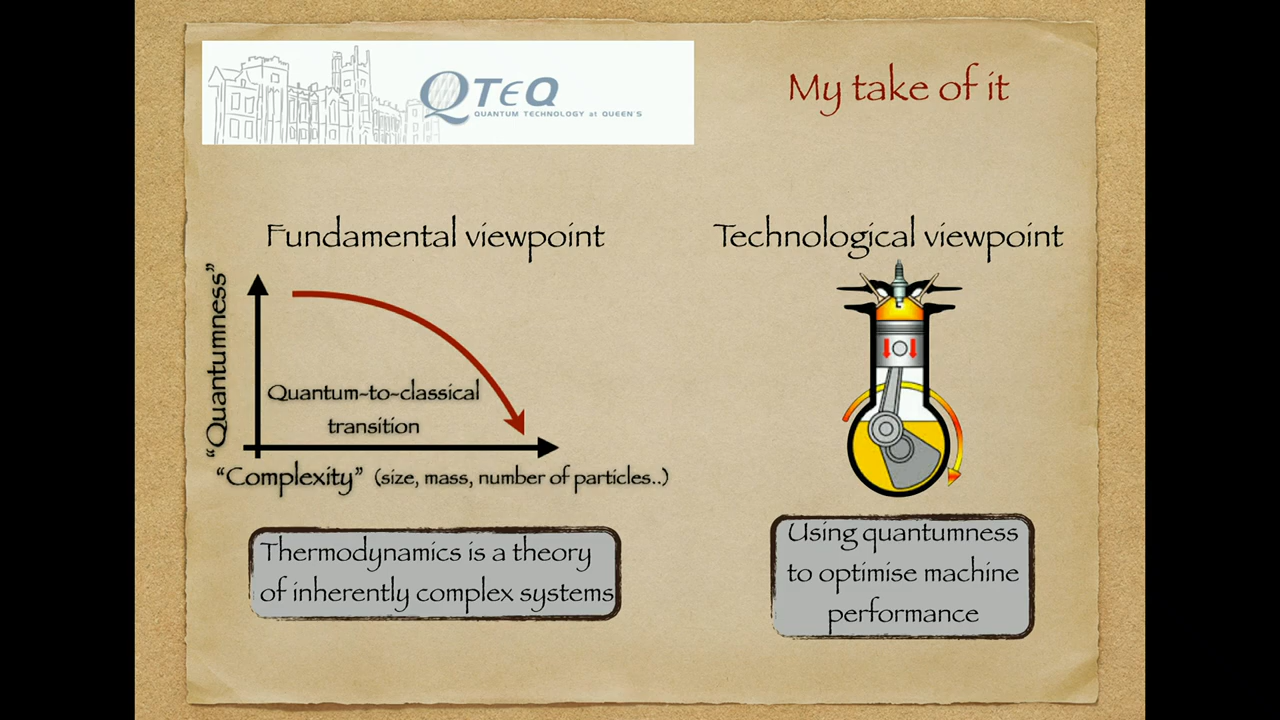 QTEQ
QUANTUM TECHNOLOGY at QUEEN'S
My take of it
Fundamental viewpoint
“Quantumness”
Quantum-to-classical
transition
“Complexity” (size, mass, number of particles..)
Thermodynamics is a theory
of inherently complex systems
Technological viewpoint
Using quantumness
to optimise machine
performance